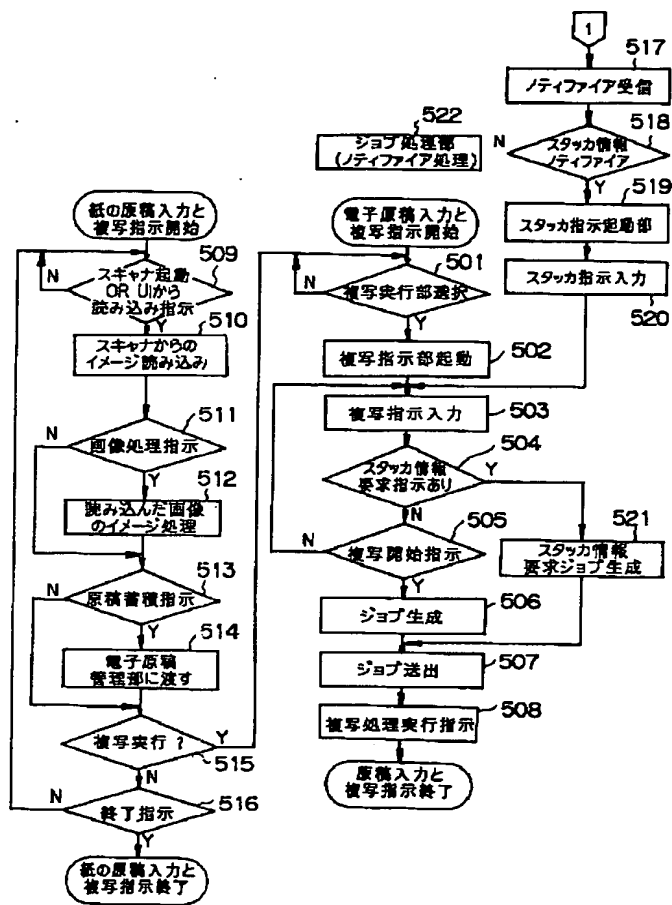 紙の原稿入力と
複写指示開始
N
スキャナ起動
OR UIから
読み込み指示
509
Y
510
スキャナからの
イメージ読み込み
N
画像処理指示
511
Y
512
読み込んだ画像
のイメージ処理
N
原稿蓄積指示
513
Y
514
電子原稿
管理部に渡す
複写実行?
Y
515
N
N
終了指示
516
Y
紙の原稿入力と
複写指示終了
522
ジョブ処理部
(ノティファイア処理)
電子原稿入力と
複写指示開始
501
N
複写実行部選択
Y
502
複写指示部起動
複写指示入力
503
504
スタッカ情報
要求指示あり
Y
N
505
N
複写開始指示
Y
521
スタッカ情報
要求ジョブ生成
ジョブ生成
506
ジョブ送出
507
複写処理実行指示
508
原稿入力と
複写指示終了
1
517
ノティファイア受信
518
N
スタッカ情報
ノティファイア
Y
519
スタッカ指示起動部
スタッカ指示入力
520